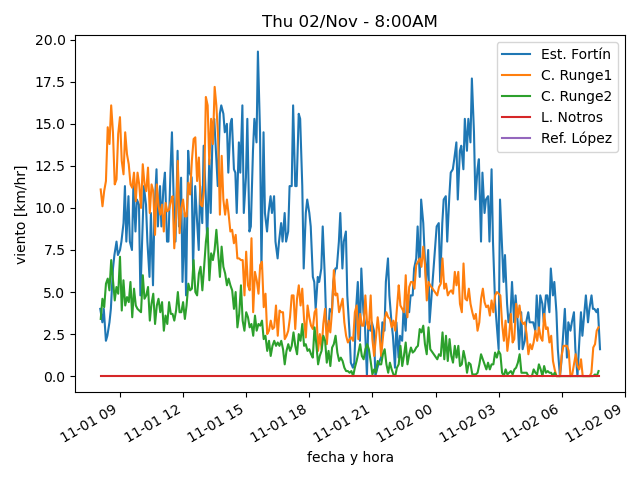 Thu 02/Nov - 8:00AM
viento [km/hr]
20.0
17.5
15.0
12.5
10.0
7.5
5.0
2.5
0.0
Est. Fortín
C. Runge1
C. Runge2
L. Notros
Ref. López
11-01 09
11-01 12
11-01 15
11-01 18
11-01 21
11-02 00
11-02 03
11-02 06
11-02 09
fecha y hora